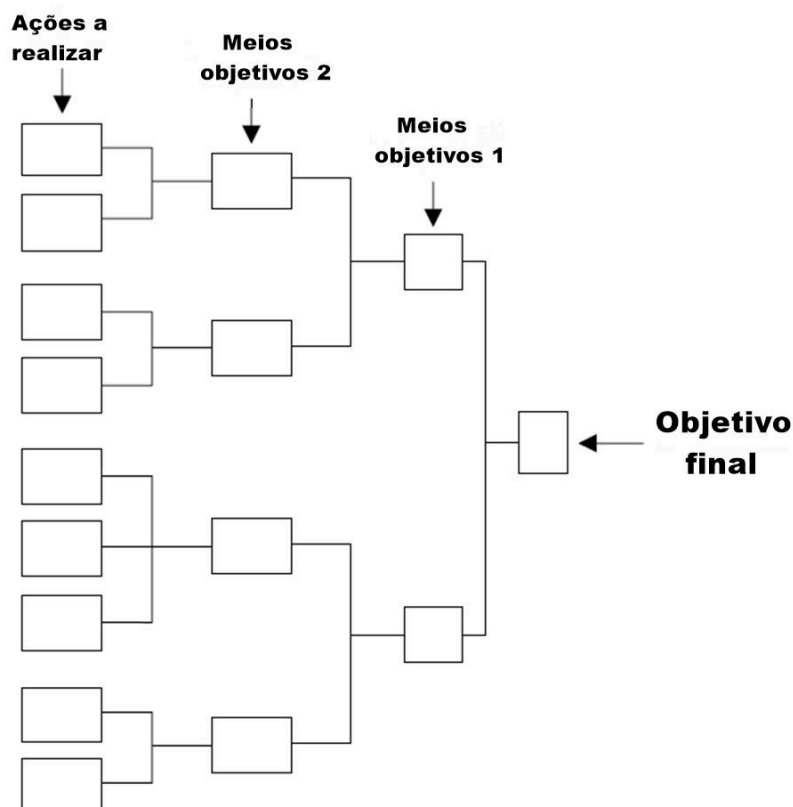 Ações a
realizar
Meios
objetivos 2
Meios
objetivos 1
Objetivo
final